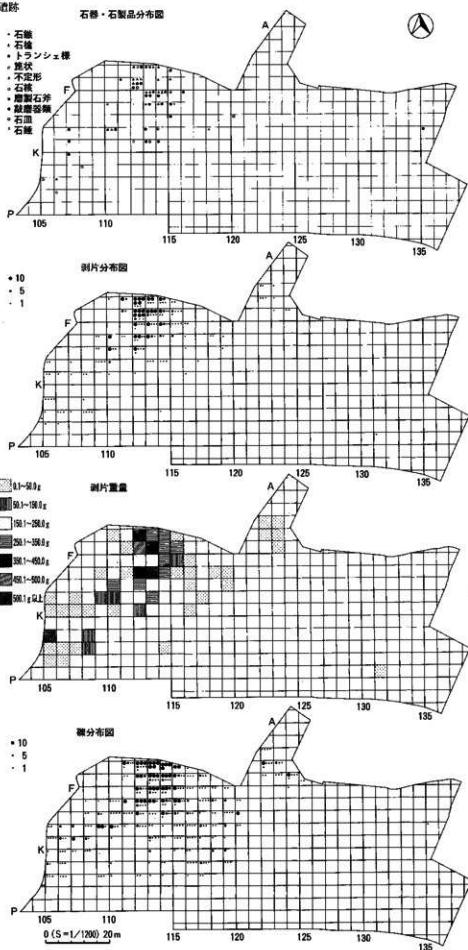 遺跡
石器・石製品分布図
・ 石鏃
石槍
トランシェ様
箆状
不定形
石核
磨製石斧
敲磨器類
石皿
石錘
A
F
K
P
105
110
115
120
125
130
135
剥片分布図
● 10
・ 5
・ 1
A
F
K
P
105
110
115
120
125
130
135
剥片重量
0.1~50.0g
50.1~150.0g
150.1~250.0g
250.1~350.0g
350.1~450.0g
450.1~500.0g
500.1g以上
A
F
K
P
105
110
115
120
125
130
135
礫分布図
● 10
・ 5
・ 1
A
F
K
P
105
110
115
120
125
130
135
0 (S=1/1200) 20m